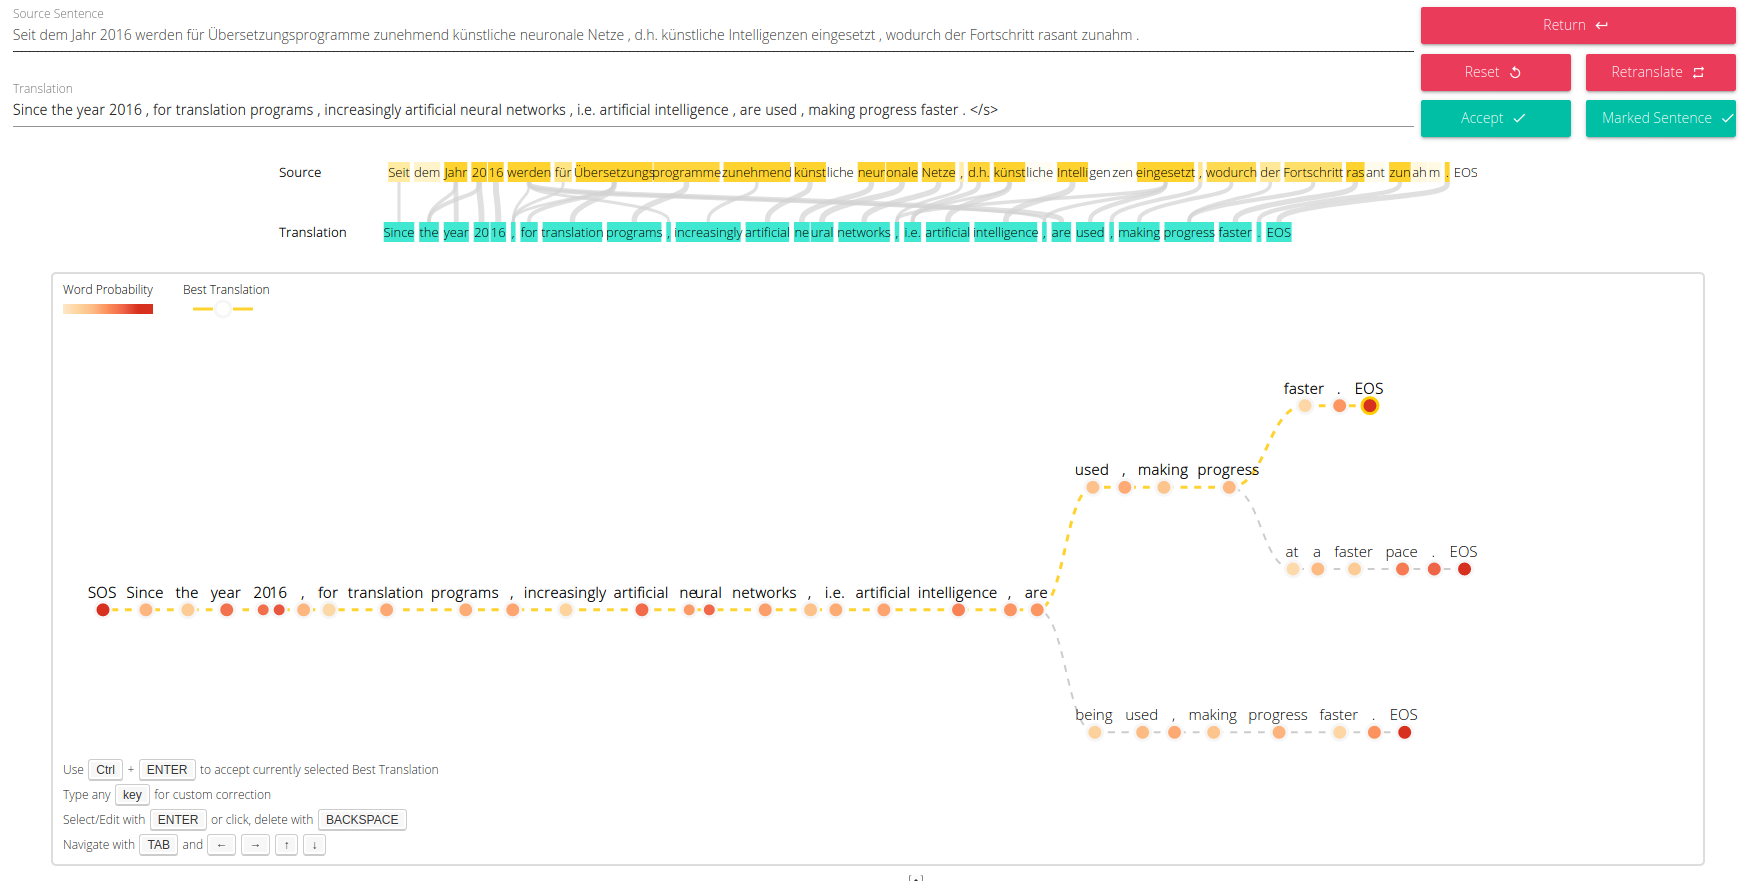 Source Sentence
Seit dem Jahr 2016 werden für Übersetzungsprogramme zunehmend künstliche neuronale Netze , d.h. künstliche Intelligenzen eingesetzt , wodurch der Fortschritt rasant zunahm .
Return
Reset
Retranslate
Translation
Since the year 2016 , for translation programs , increasingly artificial neural networks , i.e. artificial intelligence , are used , making progress faster . </s>
Accept
Marked Sentence
Source Seit dem Jahr 2016 werden für Übersetzungsprogramme zunehmend künstliche neuronale Netze , d.h. künstliche Intelligenzen eingesetzt , wodurch der Fortschritt rasant zunahm . EOS
Translation Since the year 2016 , for translation programs , increasingly artificial neural networks , i.e. artificial intelligence , are used , making progress faster . EOS
Word Probability
Best Translation
faster . EOS
used , making progress
at a faster pace . EOS
SOS Since the year 2016 , for translation programs , increasingly artificial neural networks , i.e. artificial intelligence , are
being used , making progress faster . EOS
Use Ctrl + ENTER to accept currently selected Best Translation
Type any key for custom correction
Select/Edit with ENTER or click, delete with BACKSPACE
Navigate with TAB and ← → ↑ ↓